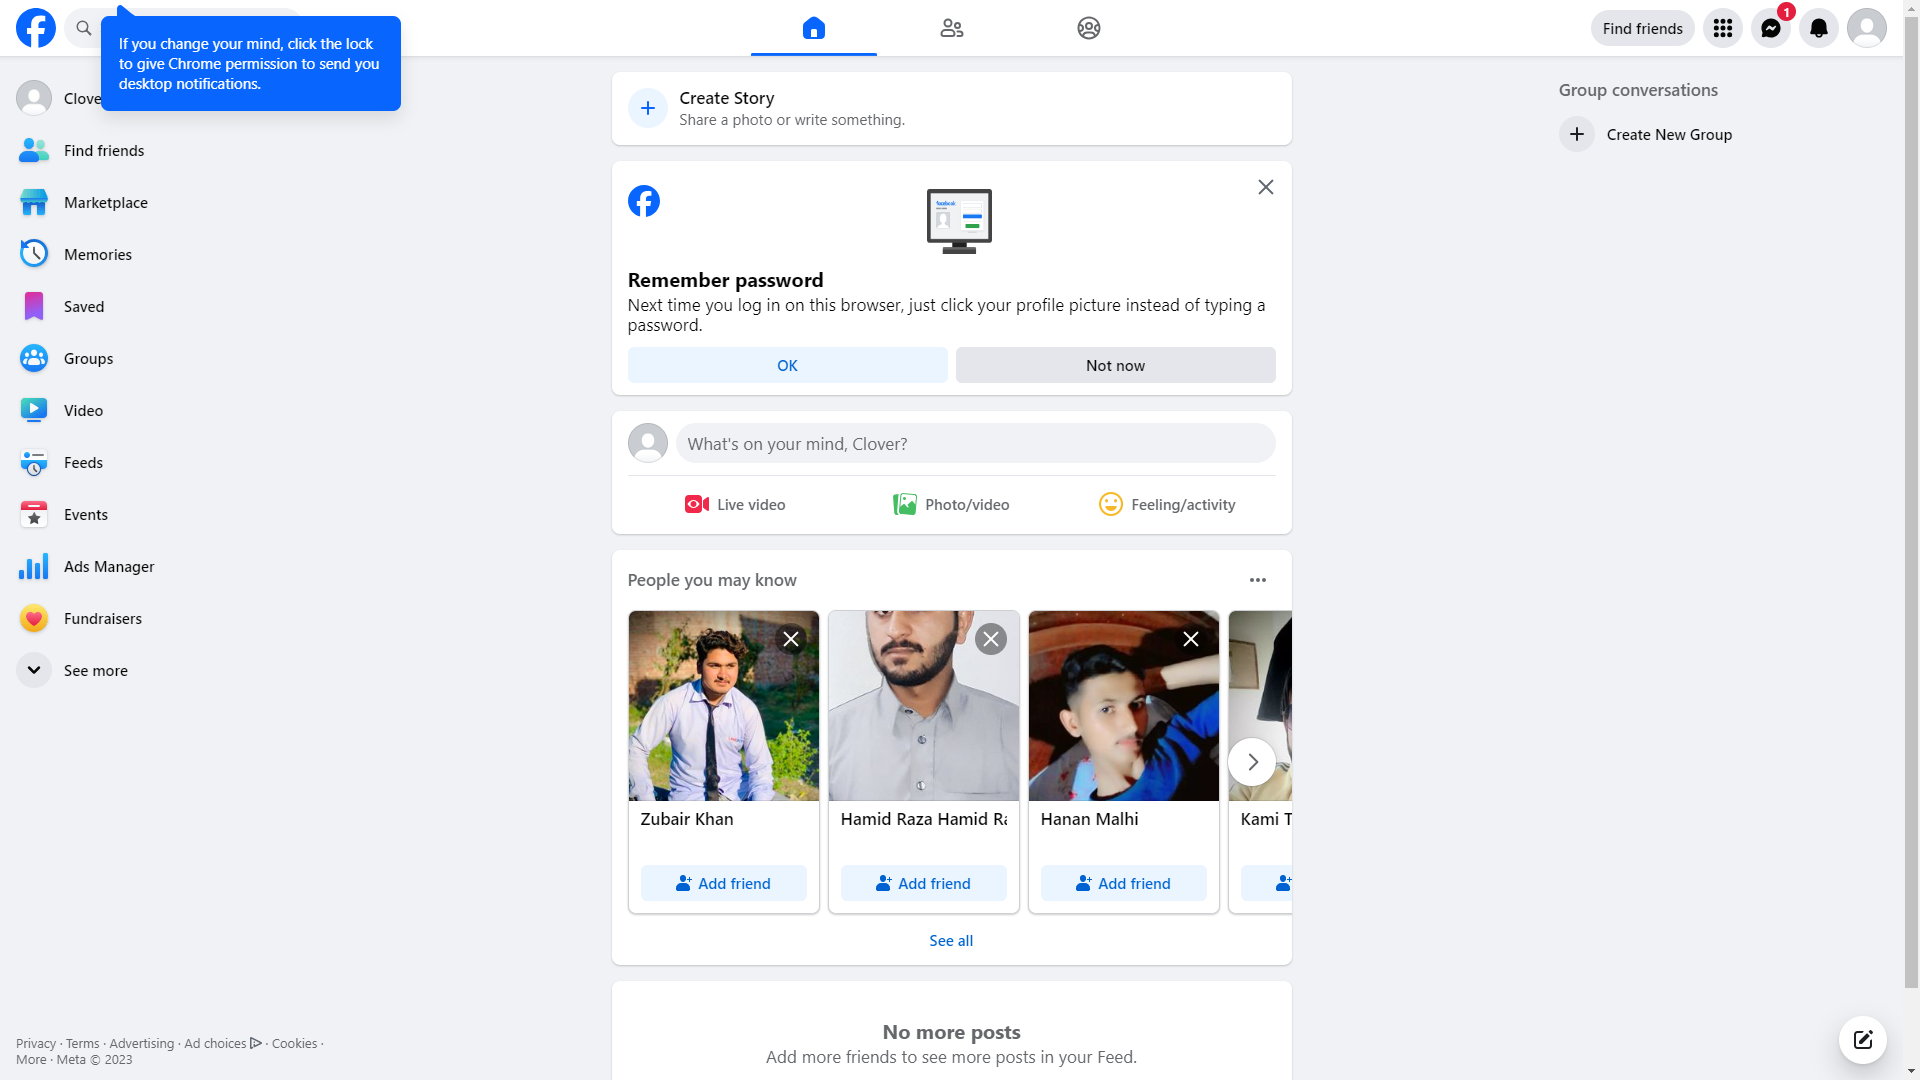 If you change your mind, click the lock
to give Chrome permission to send you
desktop notifications.
Find friends
1
Clove
Find friends
Marketplace
Memories
Saved
Groups
Video
Feeds
Events
Ads Manager
Fundraisers
See more
Privacy · Terms · Advertising · Ad choices · Cookies ·
More · Meta © 2023
Create Story
Share a photo or write something.
facebook
Remember password
Next time you log in on this browser, just click your profile picture instead of typing a
password.
OK
Not now
What's on your mind, Clover?
Live video
Photo/video
Feeling/activity
People you may know
Zubair Khan
Hamid Raza Hamid Ra
Hanan Malhi
Kami T
Add friend
Add friend
Add friend
See all
No more posts
Add more friends to see more posts in your Feed.
Group conversations
Create New Group